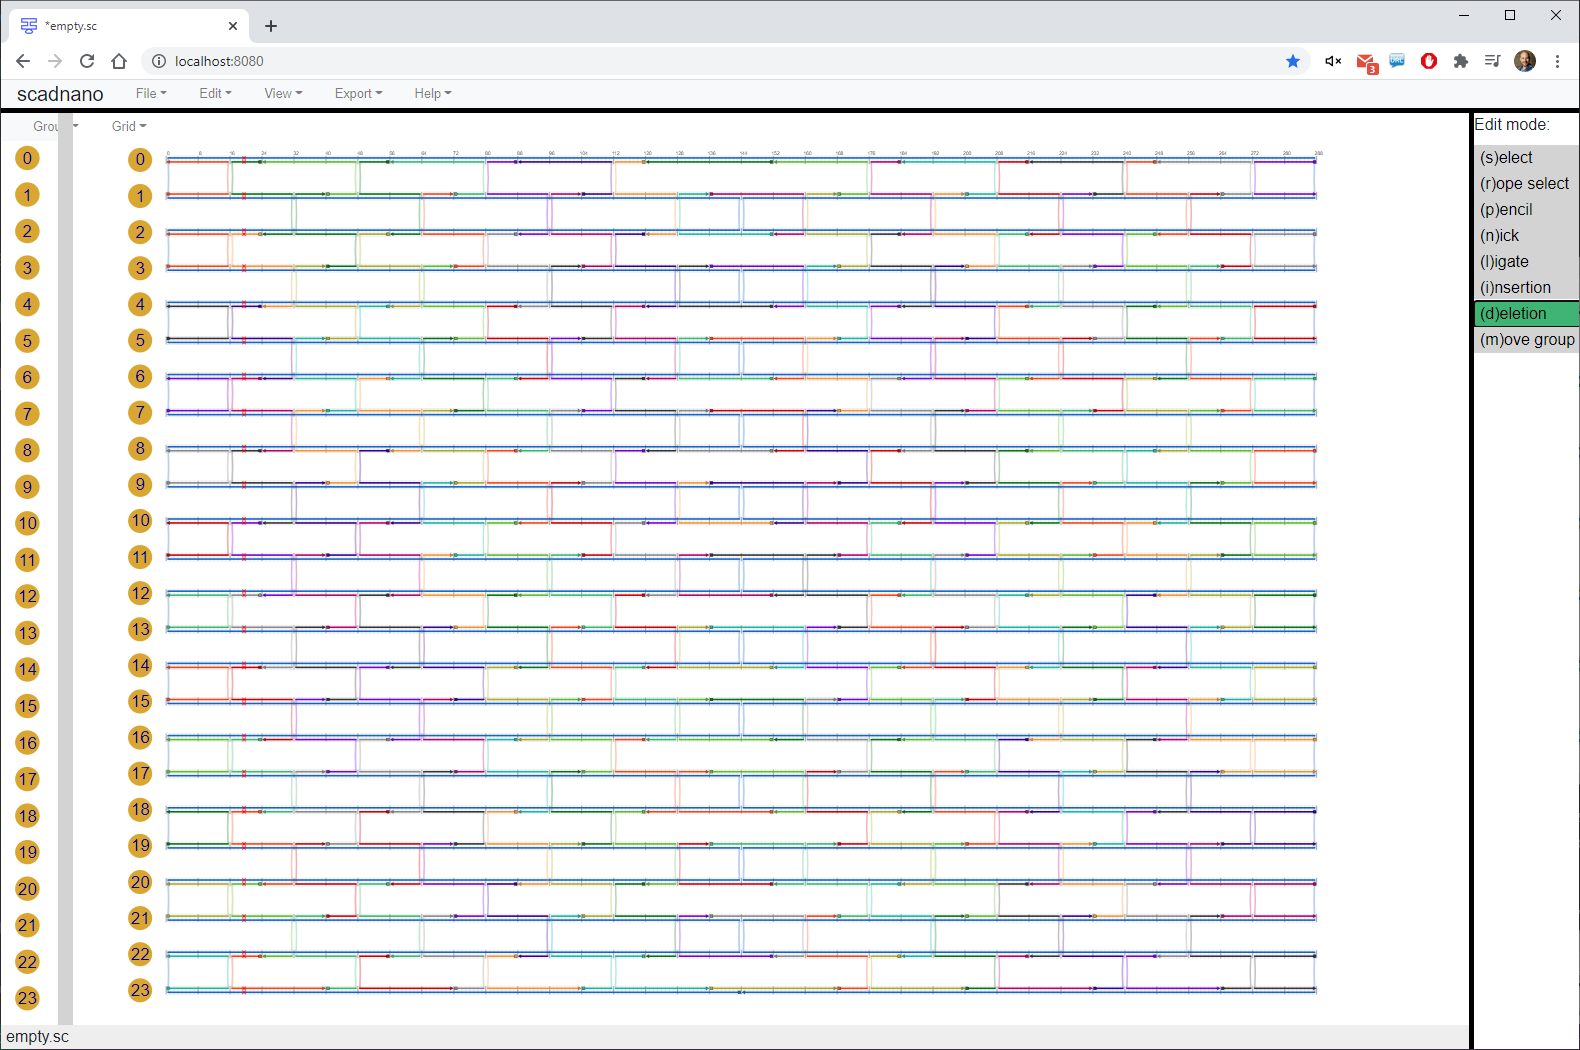 *empty.sc
localhost:8080
3
scadnano
File Edit View Export Help
Edit mode:
Grid
(s)elect
(r)ope select
(p)encil
(n)ick
(l)igate
(i)nsertion
(d)eletion
(m)ove group
0 0
1 1
2 2
3 3
4 4
5 5
6 6
7 7
8 8
9 9
10 10
11 11
12 12
13 13
14 14
15 15
16 16
17 17
18 18
19 19
20 20
21 21
22 22
23 23
empty.sc